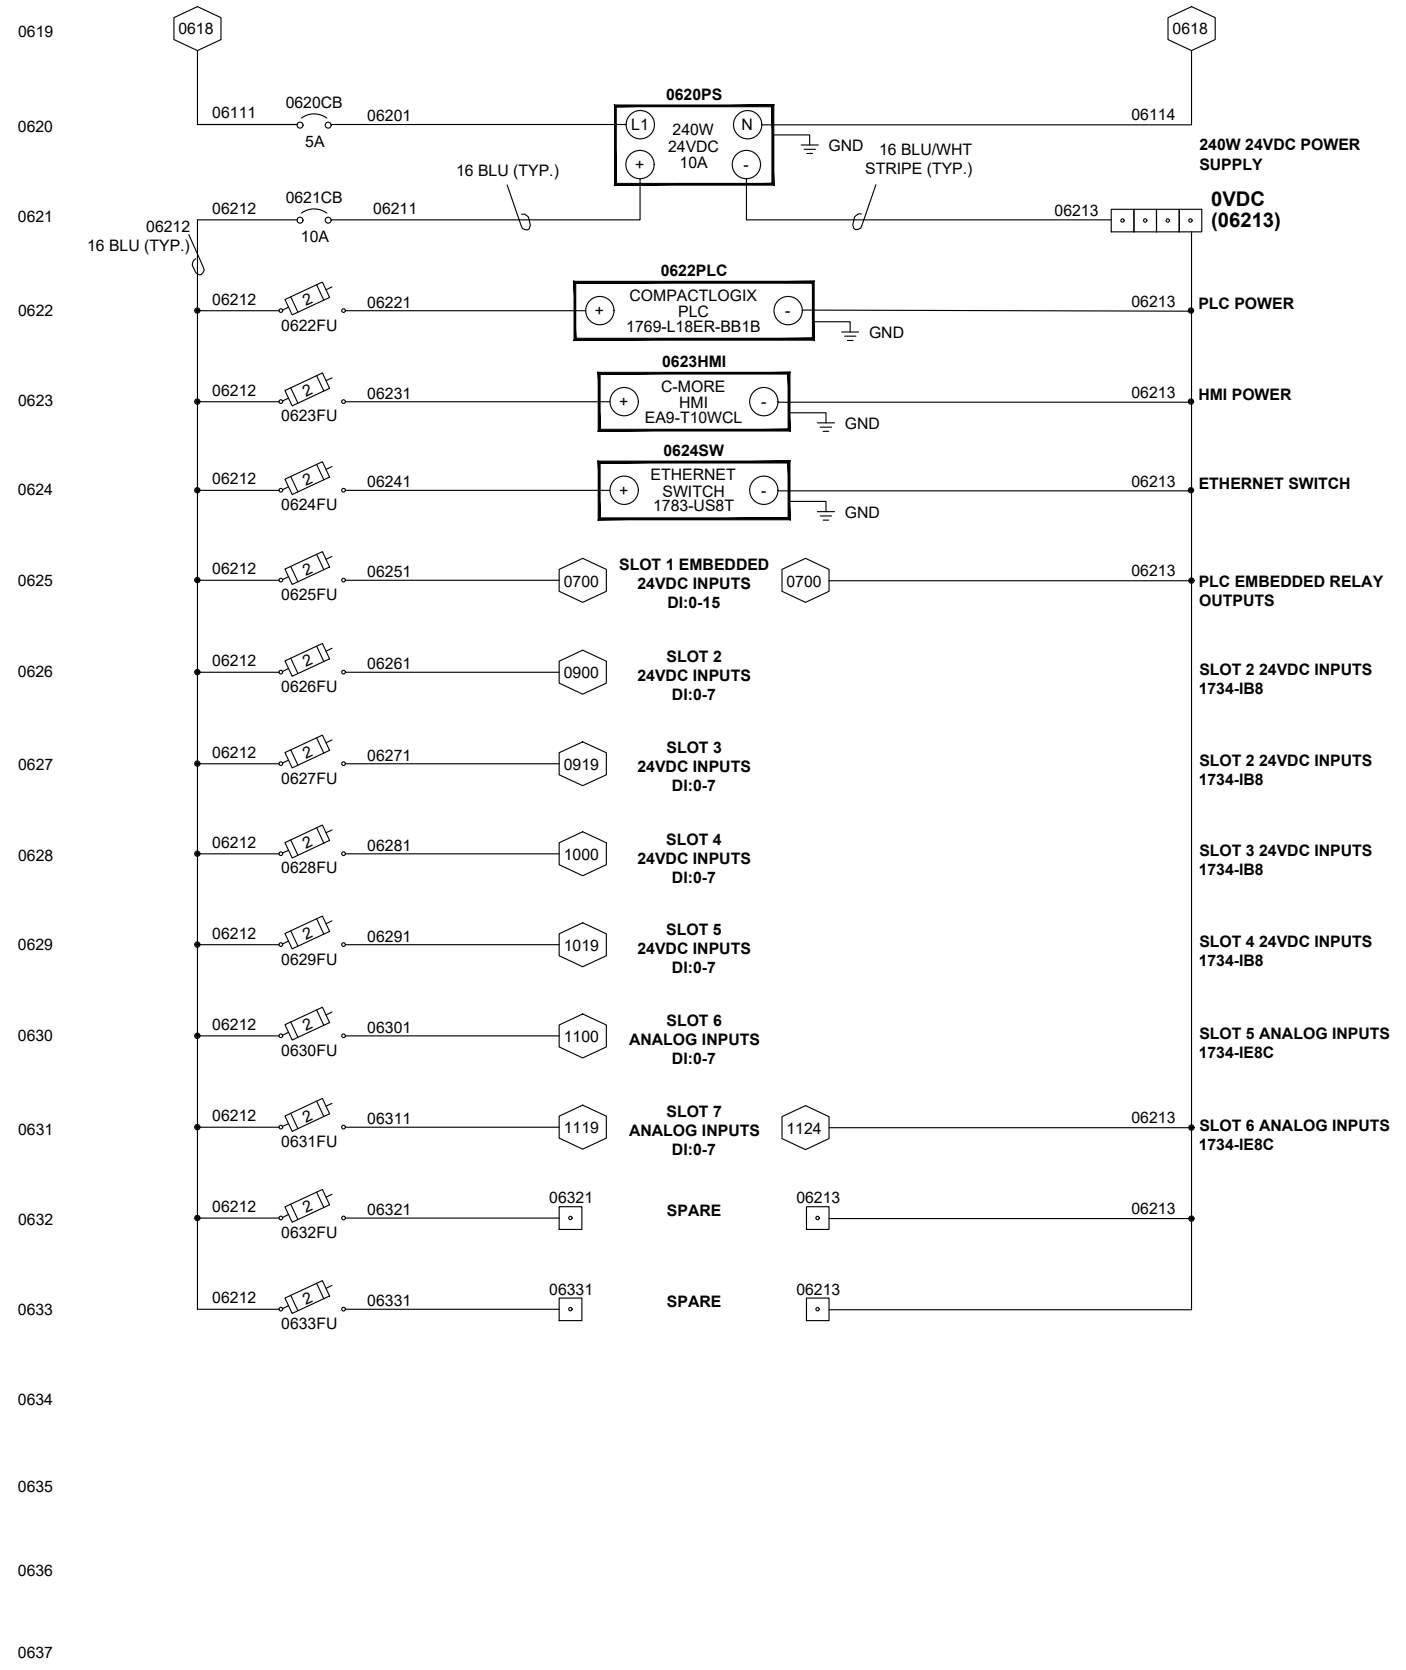 0619
0618
0618
0620
06111
0620CB
5A
06201
0620PS
L1
N
240W
24VDC
10A
+
-
GND
06114
240W 24VDC POWER
SUPPLY
16 BLU (TYP.)
16 BLU/WHT
STRIPE (TYP.)
0621
06212
0621CB
10A
06211
06213
0VDC
(06213)
06212
16 BLU (TYP.)
0622
06212
2
0622FU
06221
0622PLC
+
COMPACTLOGIX
PLC
1769-L18ER-BB1B
-
GND
06213
PLC POWER
0623
06212
2
0623FU
06231
0623HMI
+
C-MORE
HMI
EA9-T10WCL
-
GND
06213
HMI POWER
0624
06212
2
0624FU
06241
0624SW
+
ETHERNET
SWITCH
1783-US8T
-
GND
06213
ETHERNET SWITCH
0625
06212
2
0625FU
06251
0700
SLOT 1 EMBEDDED
24VDC INPUTS
DI:0-15
0700
06213
PLC EMBEDDED RELAY
OUTPUTS
0626
06212
2
0626FU
06261
0900
SLOT 2
24VDC INPUTS
DI:0-7
SLOT 2 24VDC INPUTS
1734-IB8
0627
06212
2
0627FU
06271
0919
SLOT 3
24VDC INPUTS
DI:0-7
SLOT 2 24VDC INPUTS
1734-IB8
0628
06212
2
0628FU
06281
1000
SLOT 4
24VDC INPUTS
DI:0-7
SLOT 3 24VDC INPUTS
1734-IB8
0629
06212
2
0629FU
06291
1019
SLOT 5
24VDC INPUTS
DI:0-7
SLOT 4 24VDC INPUTS
1734-IB8
0630
06212
2
0630FU
06301
1100
SLOT 6
ANALOG INPUTS
DI:0-7
SLOT 5 ANALOG INPUTS
1734-IE8C
0631
06212
2
0631FU
06311
1119
SLOT 7
ANALOG INPUTS
DI:0-7
1124
06213
SLOT 6 ANALOG INPUTS
1734-IE8C
0632
06212
2
0632FU
06321
06321
SPARE
06213
06213
0633
06212
2
0633FU
06331
06331
SPARE
06213
0634
0635
0636
0637